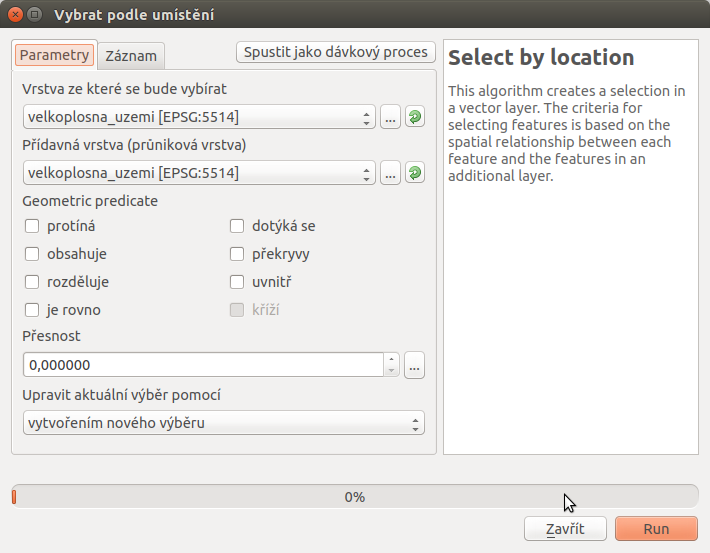 Vybrat podle umístění
Parametry
Záznam
Spustit jako dávkový proces
Vrstva ze které se bude vybírat
velkoplosna_uzemi [EPSG:5514]
...
Přídavná vrstva (průniková vrstva)
velkoplosna_uzemi [EPSG:5514]
...
Geometric predicate
protíná
dotýká se
obsahuje
překryvy
rozděluje
uvnitř
je rovno
kříží
Přesnost
0,000000
...
Upravit aktuální výběr pomocí
vytvořením nového výběru
Select by location
This algorithm creates a selection in
a vector layer. The criteria for
selecting features is based on the
spatial relationship between each
feature and the features in an
additional layer.
0%
Zavřít
Run